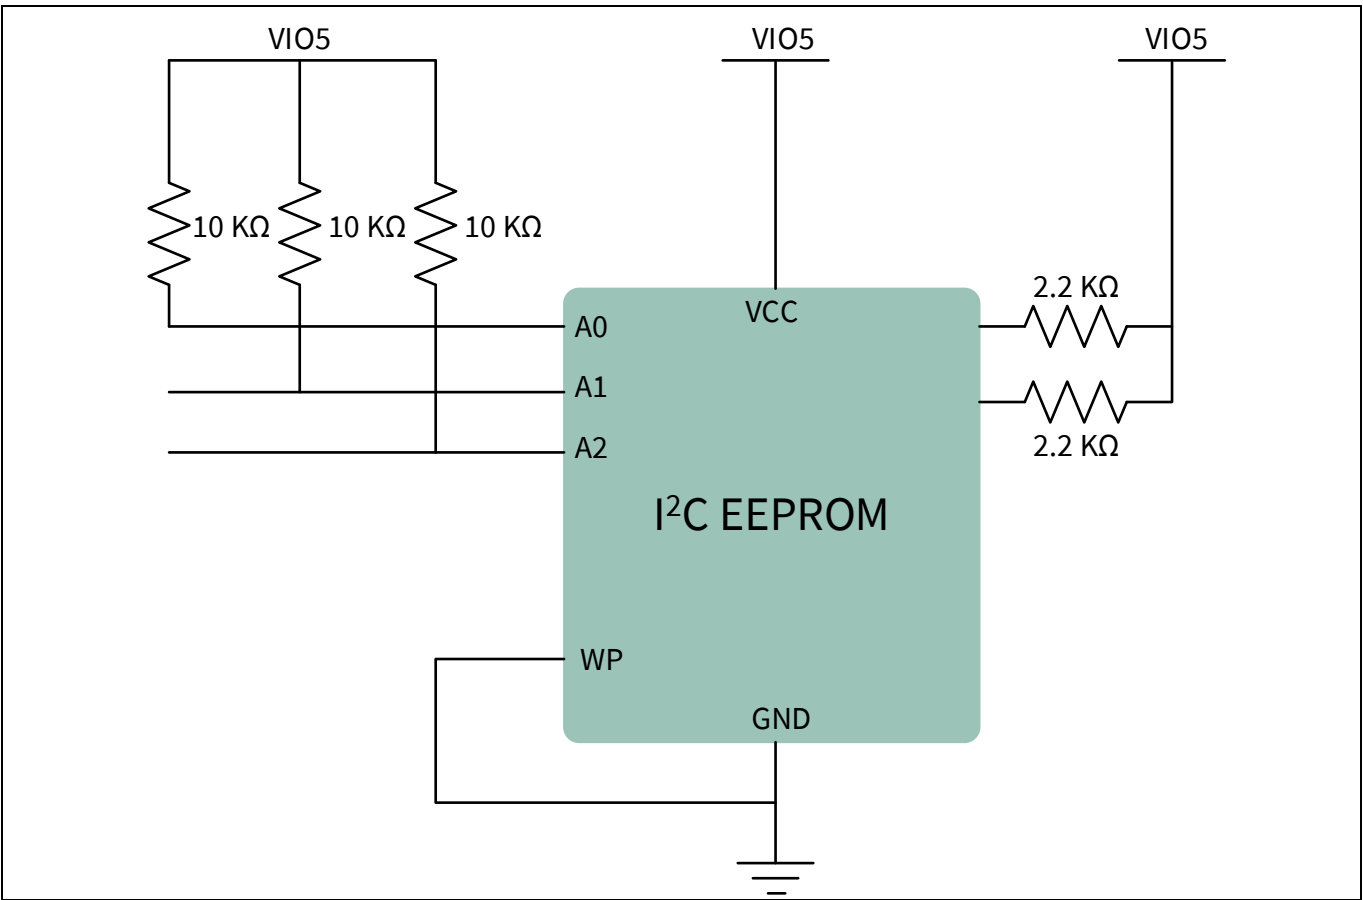 VIO5
VIO5
VIO5
10 KΩ
10 KΩ
10 KΩ
2.2 KΩ
VCC
A0
A1
A2
2.2 KΩ
I²C EEPROM
WP
GND